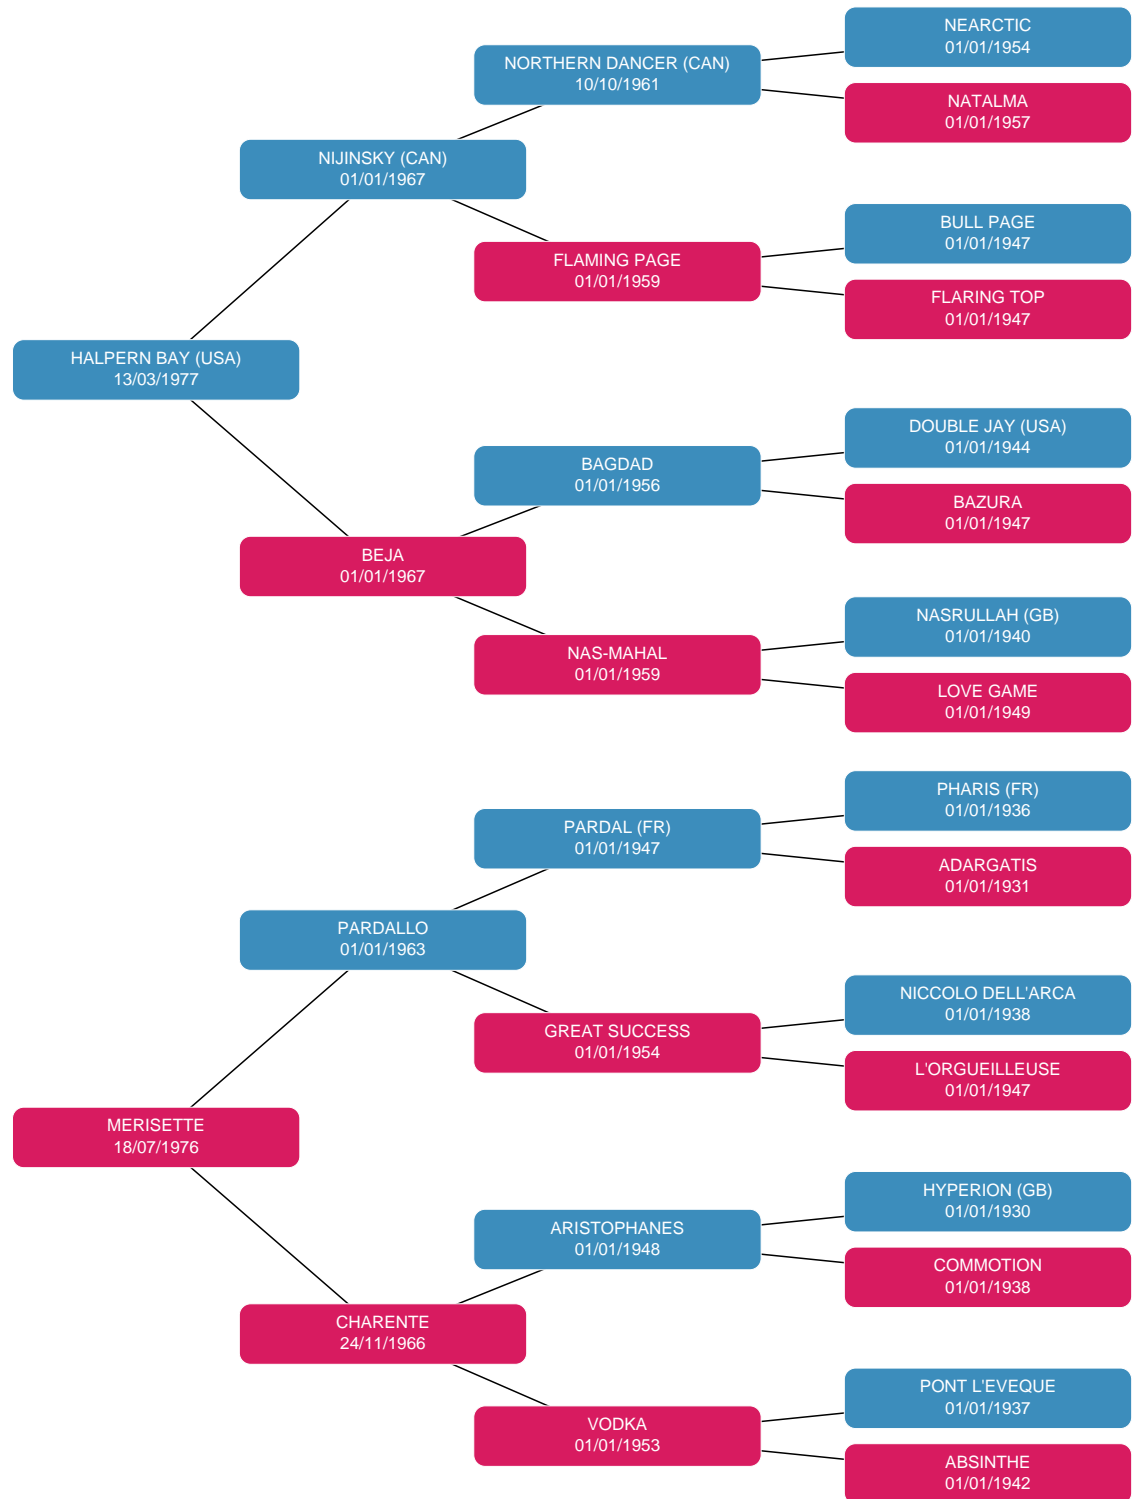 NEARCTIC
01/01/1954
NORTHERN DANCER (CAN)
10/10/1961
NATALMA
01/01/1957
NIJINSKY (CAN)
01/01/1967
BULL PAGE
01/01/1947
FLAMING PAGE
01/01/1959
FLARING TOP
01/01/1947
HALPERN BAY (USA)
13/03/1977
DOUBLE JAY (USA)
01/01/1944
BAGDAD
01/01/1956
BAZURA
01/01/1947
BEJA
01/01/1967
NASRULLAH (GB)
01/01/1940
NAS-MAHAL
01/01/1959
LOVE GAME
01/01/1949
PHARIS (FR)
01/01/1936
PARDAL (FR)
01/01/1947
ADARGATIS
01/01/1931
PARDALLO
01/01/1963
NICCOLO DELL'ARCA
01/01/1938
GREAT SUCCESS
01/01/1954
L'ORGUEILLEUSE
01/01/1947
MERISETTE
18/07/1976
HYPERION (GB)
01/01/1930
ARISTOPHANES
01/01/1948
COMMOTION
01/01/1938
CHARENTE
24/11/1966
PONT L'EVEQUE
01/01/1937
VODKA
01/01/1953
ABSINTHE
01/01/1942